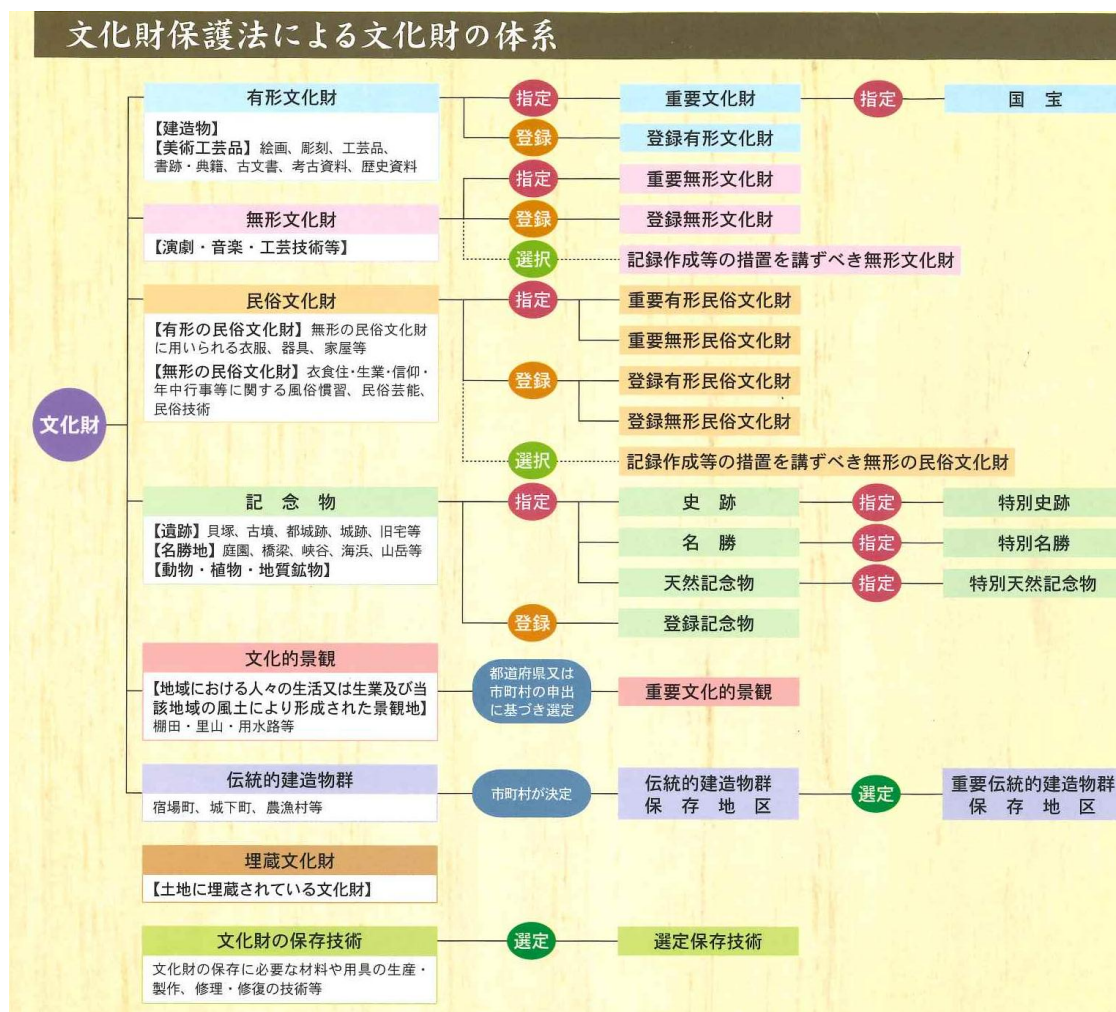 文化財保護法による文化財の体系
文化財
有形文化財
【建造物】
【美術工芸品】絵画、彫刻、工芸品、
書跡・典籍、古文書、考古資料、歴史資料
指定
重要文化財
指定
国 宝
登録
登録有形文化財
無形文化財
【演劇・音楽・工芸技術等】
指定
重要無形文化財
登録
登録無形文化財
選択
記録作成等の措置を講ずべき無形文化財
民俗文化財
【有形の民俗文化財】無形の民俗文化財
に用いられる衣服、器具、家屋等
【無形の民俗文化財】衣食住・生業・信仰・
年中行事等に関する風俗慣習、民俗芸能、
民俗技術
指定
重要有形民俗文化財
重要無形民俗文化財
登録
登録有形民俗文化財
登録無形民俗文化財
選択
記録作成等の措置を講ずべき無形の民俗文化財
記 念 物
【遺跡】貝塚、古墳、都城跡、城跡、旧宅等
【名勝地】庭園、橋梁、峡谷、海浜、山岳等
【動物・植物・地質鉱物】
指定
史 跡
指定
特別史跡
名 勝
指定
特別名勝
天然記念物
指定
特別天然記念物
登録
登録記念物
文化的景観
【地域における人々の生活又は生業及び当
該地域の風土により形成された景観地】
棚田・里山・用水路等
都道府県又は
市町村の申出
に基づき選定
重要文化的景観
伝統的建造物群
宿場町、城下町、農漁村等
市町村が決定
伝統的建造物群
保 存 地 区
選定
重要伝統的建造物群
保 存 地 区
埋蔵文化財
【土地に埋蔵されている文化財】
文化財の保存技術
文化財の保存に必要な材料や用具の生産・
製作、修理・修復の技術等
選定
選定保存技術